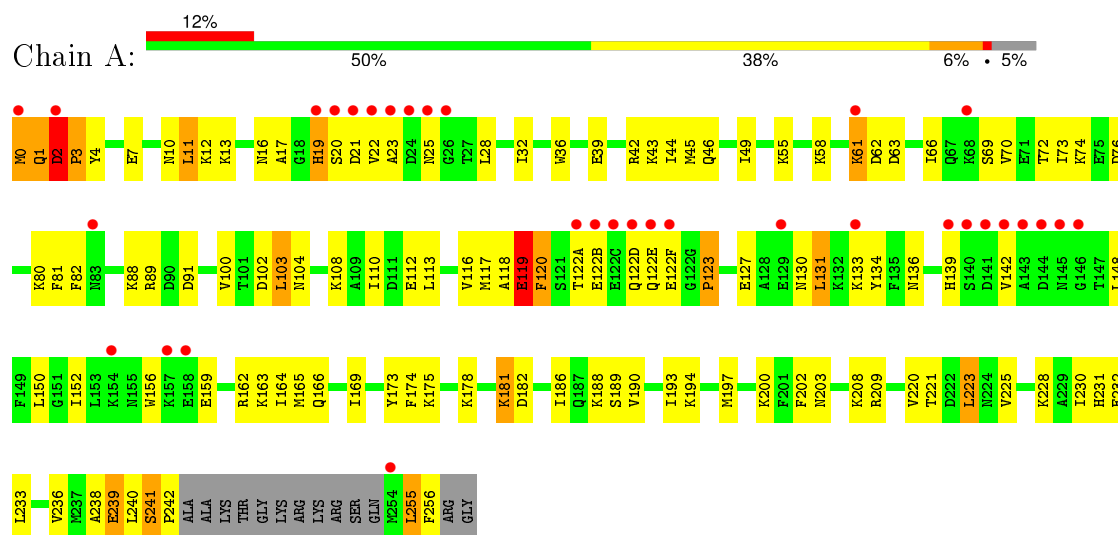 12%
Chain A:
50% 38% 6% • 5%
M0 Q1 D2 P3 Y4 E7 N10 L11 K12 K13 N16 A17 G18 H19 S20 D21 V22 A23 D24 N25 G26 T27 L28 I32 W36 E39 R42 K43 I44 M45 Q46 I49 K55 K58 K61 D62 D63 I66 Q67 K68 S69 V70 E71 T72 I73 K74 E75
K80 F81 F82 N83 K88 R89 D90 D91 V100 T101 D102 L103 N104 K108 A109 I110 D111 E112 L113 V116 M117 A118 E119 F120 S121 T122A E122B E122C Q122D Q122E E122F G122G P123 E127 A128 E129 N130 L131 K132 K133 Y134 F135 N136 H139 S140 D141 V142 A143 D144 N145 G146 T147
F149 L150 G151 I152 L153 K154 N155 W156 K157 E158 E159 R162 K163 I164 M165 Q166 I169 Y173 F174 K175 K178 K181 D182 I186 Q187 K188 S189 V190 I193 K194 M197 K200 F201 F202 N203 K208 R209 V220 T221 D222 L223 N224 V225 K228 A229 I230 H231
L233 V236 M237 A238 E239 L240 S241 P242 ALA ALA LYS THR GLY LYS ARG LYS ARG SER GLN M254 L255 F256 ARG GLY